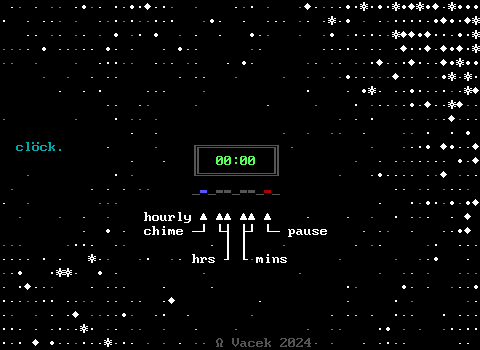 clöck.
00:00
hourly
chime
pause
hrs
mins
Ω Vacek 2024